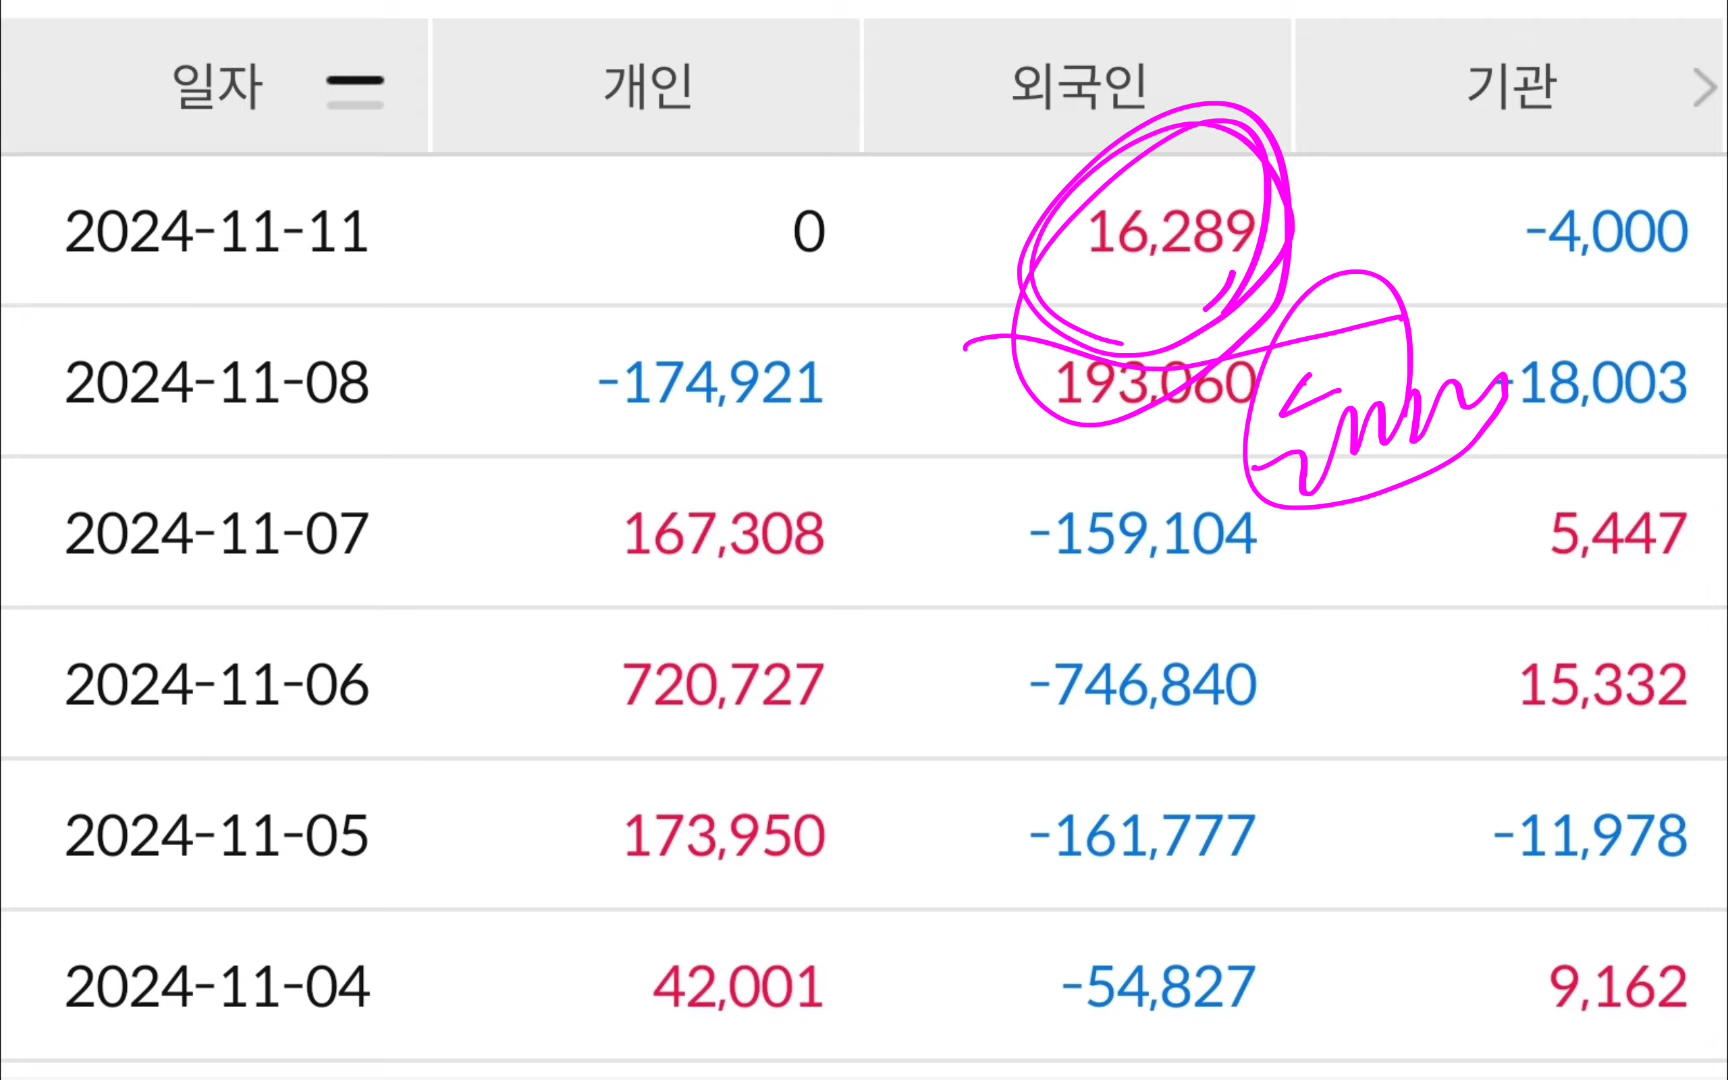 일자 개인 외국인 기관
2024-11-11 0 16,289 -4,000
2024-11-08 -174,921 193,060 -18,003
2024-11-07 167,308 -159,104 5,447
2024-11-06 720,727 -746,840 15,332
2024-11-05 173,950 -161,777 -11,978
2024-11-04 42,001 -54,827 9,162